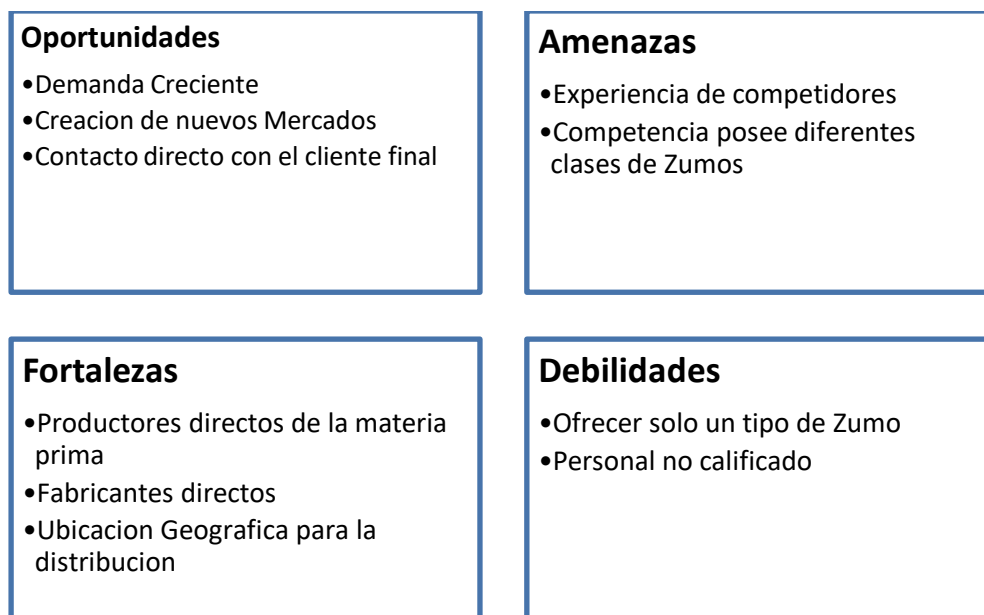 Oportunidades
•Demanda Creciente
•Creacion de nuevos Mercados
•Contacto directo con el cliente final
Amenazas
•Experiencia de competidores
•Competencia posee diferentes
clases de Zumos
Fortalezas
•Productores directos de la materia
prima
•Fabricantes directos
•Ubicacion Geografica para la
distribucion
Debilidades
•Ofrecer solo un tipo de Zumo
•Personal no calificado